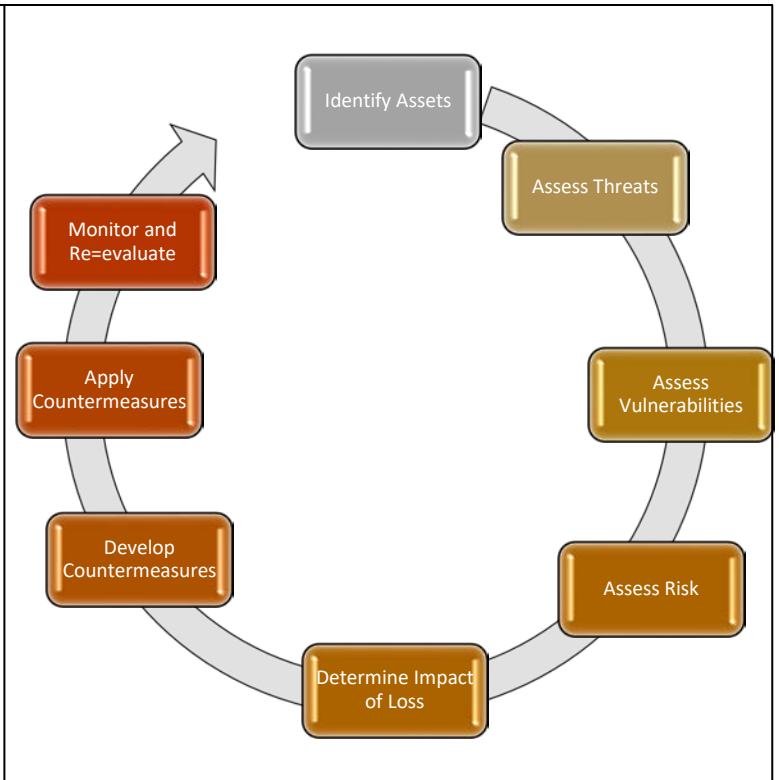 Identify Assets
Assess Threats
Assess
Vulnerabilities
Assess Risk
Determine Impact
of Loss
Develop
Countermeasures
Apply
Countermeasures
Monitor and
Re=evaluate